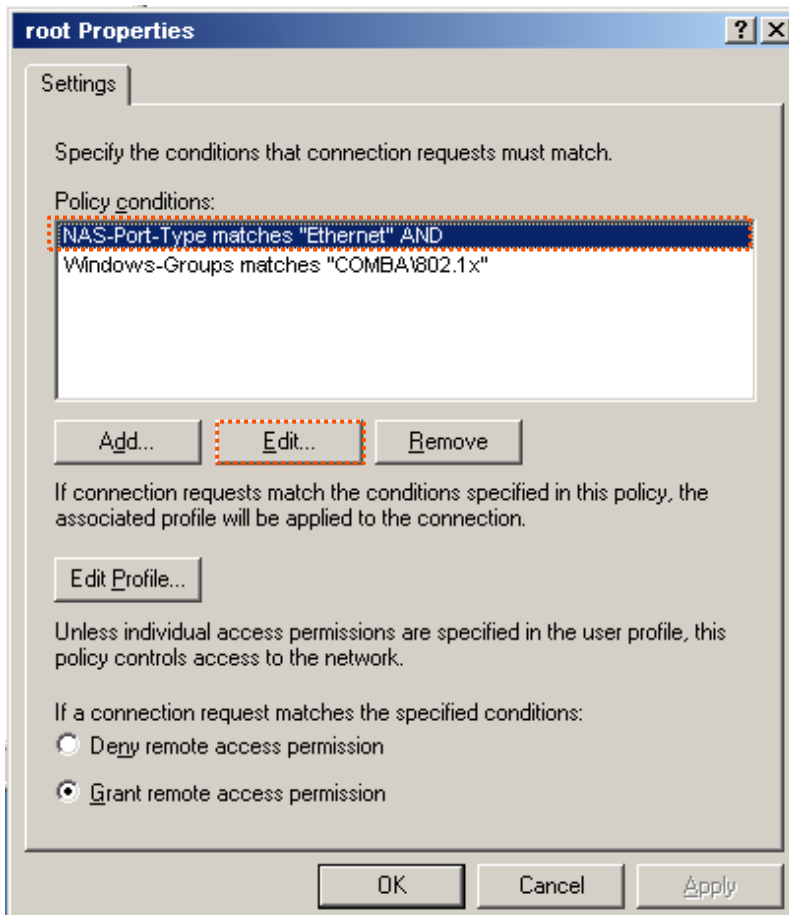 root Properties
Settings
Specify the conditions that connection requests must match.
Policy conditions:
NAS-Port-Type matches "Ethernet" AND
Windows-Groups matches "COMBA\802.1x"
Add...
Edit...
Remove
If connection requests match the conditions specified in this policy, the
associated profile will be applied to the connection.
Edit Profile...
Unless individual access permissions are specified in the user profile, this
policy controls access to the network.
If a connection request matches the specified conditions:
Deny remote access permission
Grant remote access permission
OK
Cancel
Apply